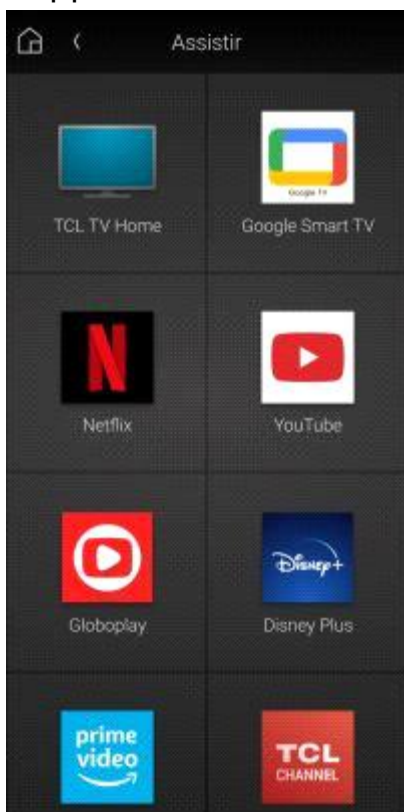 Assistir
TCL TV Home
Google TV
Google Smart TV
N
Netflix
YouTube
Globoplay
Disney+
Disney Plus
prime
video
TCL
CHANNEL